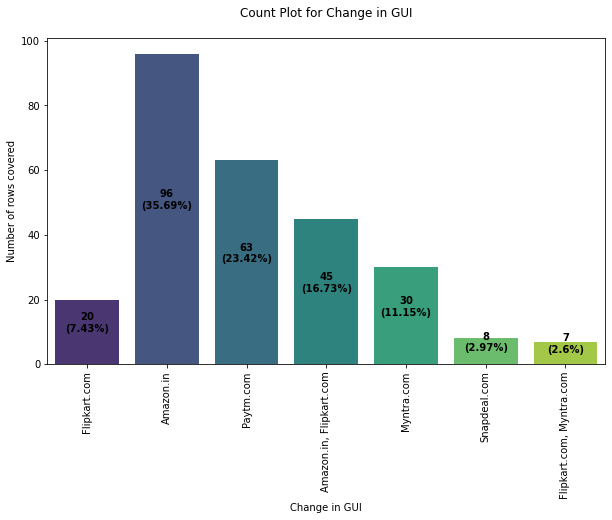 Count Plot for Change in GUI
100
80
60
40
20
0
Number of rows covered
20
(7.43%)
96
(35.69%)
63
(23.42%)
45
(16.73%)
30
(11.15%)
8
(2.97%)
7
(2.6%)
Flipkart.com
Amazon.in
Paytm.com
Amazon.in, Flipkart.com
Myntra.com
Snapdeal.com
Flipkart.com, Myntra.com
Change in GUI